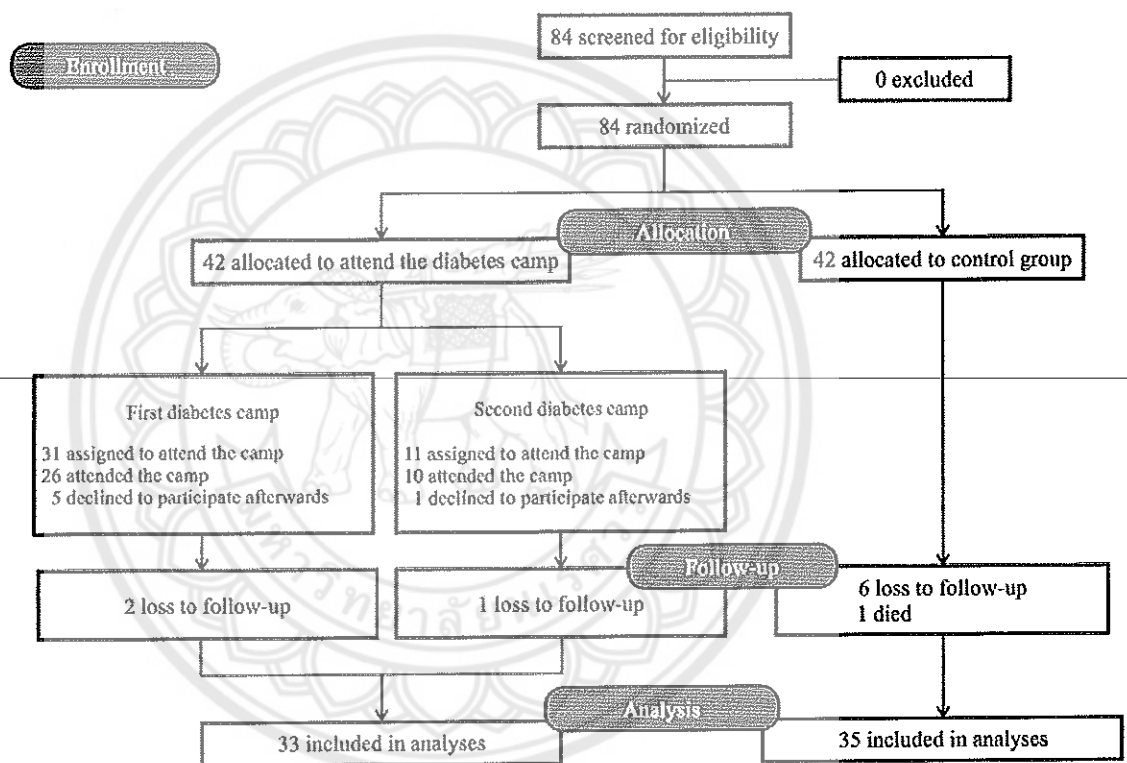 84 screened for eligibility
Enrollment
0 excluded
84 randomized
Allocation
42 allocated to attend the diabetes camp
42 allocated to control group
First diabetes camp
31 assigned to attend the camp
26 attended the camp
5 declined to participate afterwards
Second diabetes camp
11 assigned to attend the camp
10 attended the camp
1 declined to participate afterwards
Follow-up
2 loss to follow-up
1 loss to follow-up
6 loss to follow-up
1 died
Analysis
33 included in analyses
35 included in analyses